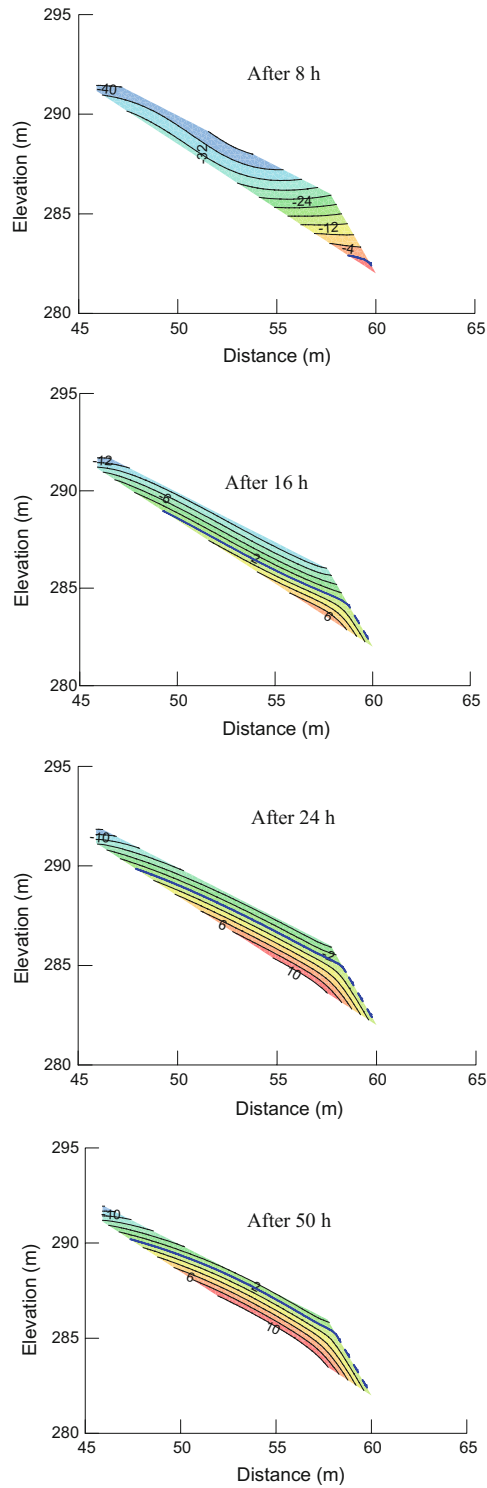 295
After 8 h
-40
290
-32
Elevation (m)
-24
285
-12
-4
280
45 50 55 60 65
Distance (m)
295
-12
After 16 h
290
-6
Elevation (m)
2
285
6
280
45 50 55 60 65
Distance (m)
295
After 24 h
-10
290
Elevation (m)
6
-2
285
10
280
45 50 55 60 65
Distance (m)
295
After 50 h
-10
290
2
6
Elevation (m)
10
285
280
45 50 55 60 65
Distance (m)